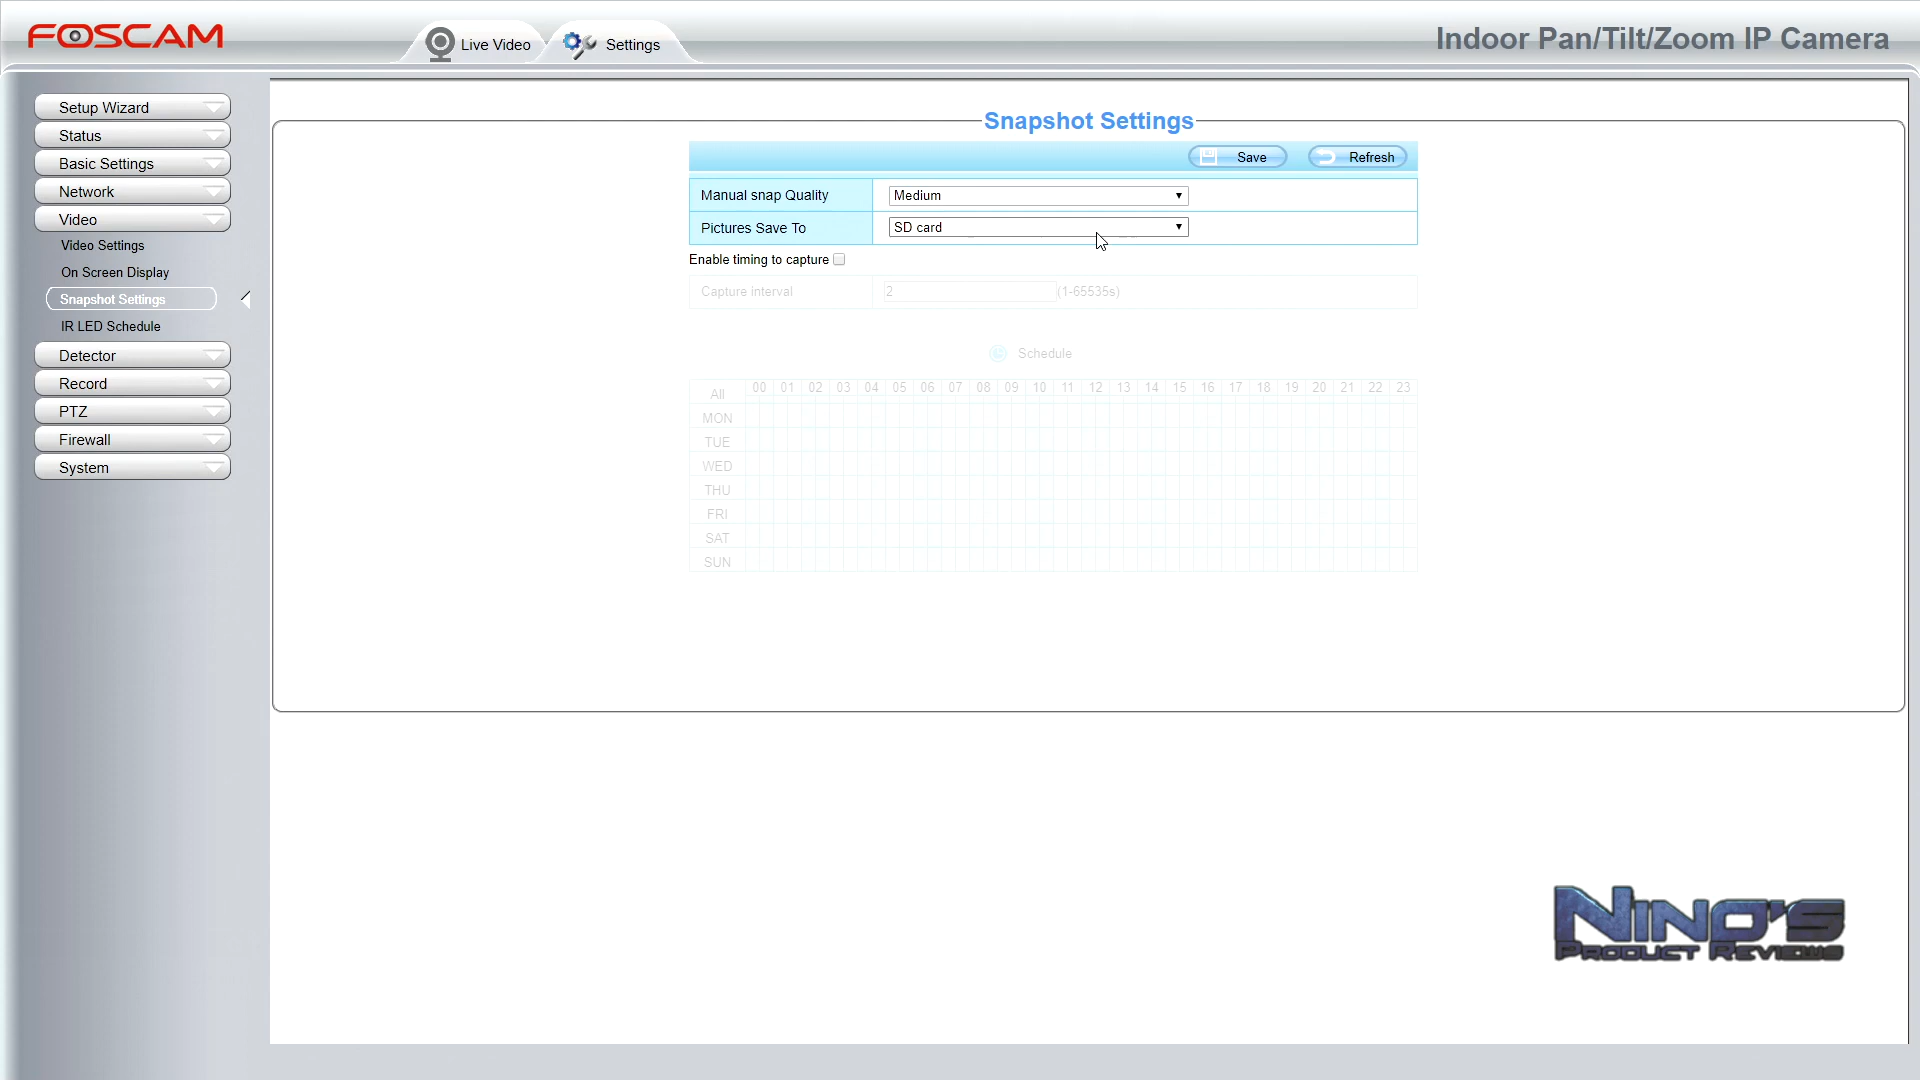 FOSCAM
Live Video
Settings
Indoor Pan/Tilt/Zoom IP Camera
Setup Wizard
Status
Basic Settings
Network
Video
Video Settings
On Screen Display
Snapshot Settings
IR LED Schedule
Detector
Record
PTZ
Firewall
System
Snapshot Settings
Save
Refresh
Manual snap Quality
Medium
Pictures Save To
SD card
Enable timing to capture
Capture interval
2
(1-65535s)
Schedule
All 00 01 02 03 04 05 06 07 08 09 10 11 12 13 14 15 16 17 18 19 20 21 22 23
MON
TUE
WED
THU
FRI
SAT
SUN
NINO'S
PRODUCT REVIEWS